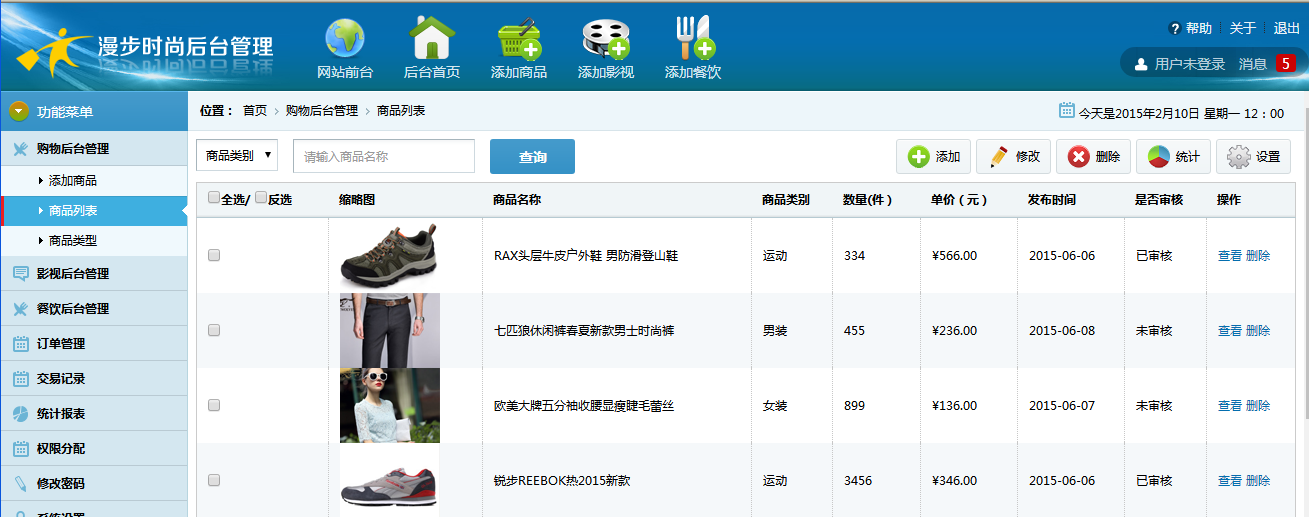 漫步时尚后台管理
网站前台 后台首页 添加商品 添加影视 添加餐饮
帮助 关于 退出
用户未登录 消息 5
功能菜单
位置： 首页 > 购物后台管理 > 商品列表
今天是2015年2月10日 星期一 12：00
购物后台管理
添加商品
商品列表
商品类型
影视后台管理
餐饮后台管理
订单管理
交易记录
统计报表
权限分配
修改密码
系统设置
商品类别 请输入商品名称 查询 添加 修改 删除 统计 设置
全选/ 反选 缩略图 商品名称 商品类别 数量(件） 单价（元） 发布时间 是否审核 操作
RAX头层牛皮户外鞋 男防滑登山鞋 运动 334 ¥566.00 2015-06-06 已审核 查看 删除
七匹狼休闲裤春夏新款男士时尚裤 男装 455 ¥236.00 2015-06-08 未审核 查看 删除
欧美大牌五分袖收腰显瘦睫毛蕾丝 女装 899 ¥136.00 2015-06-07 未审核 查看 删除
锐步REEBOK热2015新款 运动 3456 ¥346.00 2015-06-06 已审核 查看 删除